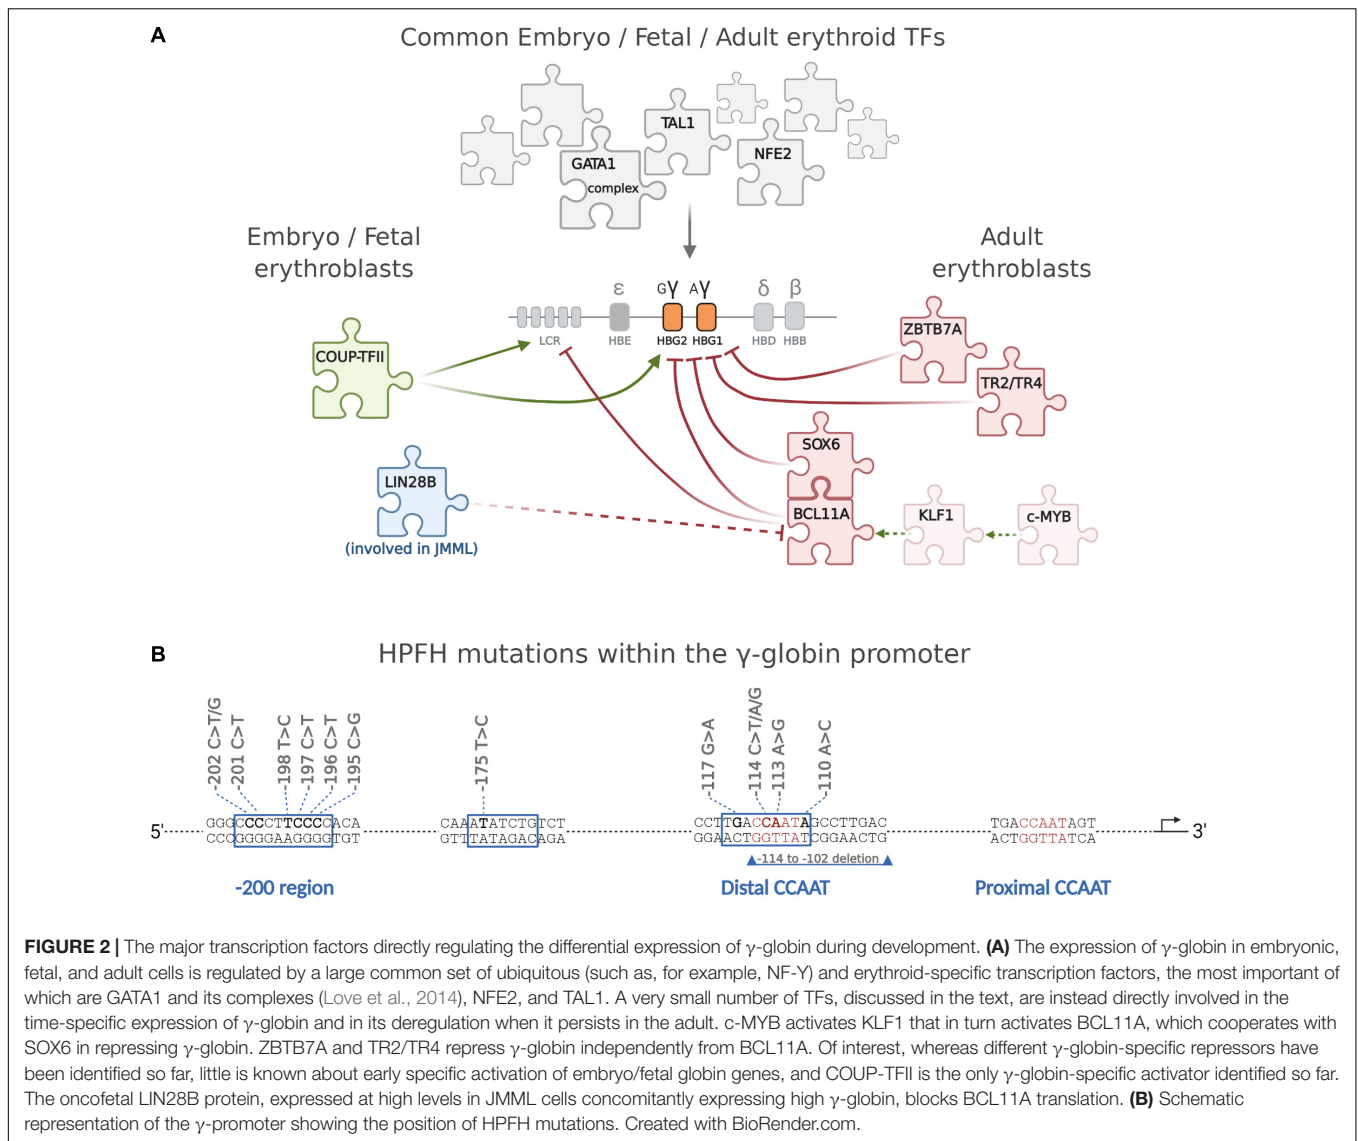 A
Common Embryo / Fetal / Adult erythroid TFs
TAL1
GATA1
complex
NFE2
Embryo / Fetal
erythroblasts
Adult
erythroblasts
ε
Gγ
Aγ
δ
β
LCR
HBE
HBG2
HBG1
HBD
HBB
COUP-TFII
ZBTB7A
TR2/TR4
SOX6
LIN28B
(involved in JMML)
BCL11A
KLF1
c-MYB
B
HPFH mutations within the γ-globin promoter
-202 C>T/G
-201 C>T
-198 T>C
-197 C>T
-196 C>T
-195 C>G
-175 T>C
-117 G>A
-114 C>T/A/G
-113 A>G
-110 A>C
5'
GGGCCCCTTCCCCACA
CCCGGGGAAGGGGTGT
CAAATATCTGTCT
GTTTATAGACAGA
CCTTGACCAATAGCCTTGAC
GGAACTGGTTATCGGAACTG
TGACCAATAGT
ACTGGTTATCA
3'
-114 to -102 deletion
-200 region
Distal CCAAT
Proximal CCAAT
FIGURE 2 | The major transcription factors directly regulating the differential expression of γ-globin during development. (A) The expression of γ-globin in embryonic,
fetal, and adult cells is regulated by a large common set of ubiquitous (such as, for example, NF-Y) and erythroid-specific transcription factors, the most important of
which are GATA1 and its complexes (Love et al., 2014), NFE2, and TAL1. A very small number of TFs, discussed in the text, are instead directly involved in the
time-specific expression of γ-globin and in its deregulation when it persists in the adult. c-MYB activates KLF1 that in turn activates BCL11A, which cooperates with
SOX6 in repressing γ-globin. ZBTB7A and TR2/TR4 repress γ-globin independently from BCL11A. Of interest, whereas different γ-globin-specific repressors have
been identified so far, little is known about early specific activation of embryo/fetal globin genes, and COUP-TFII is the only γ-globin-specific activator identified so far.
The oncofetal LIN28B protein, expressed at high levels in JMML cells concomitantly expressing high γ-globin, blocks BCL11A translation. (B) Schematic
representation of the γ-promoter showing the position of HPFH mutations. Created with BioRender.com.